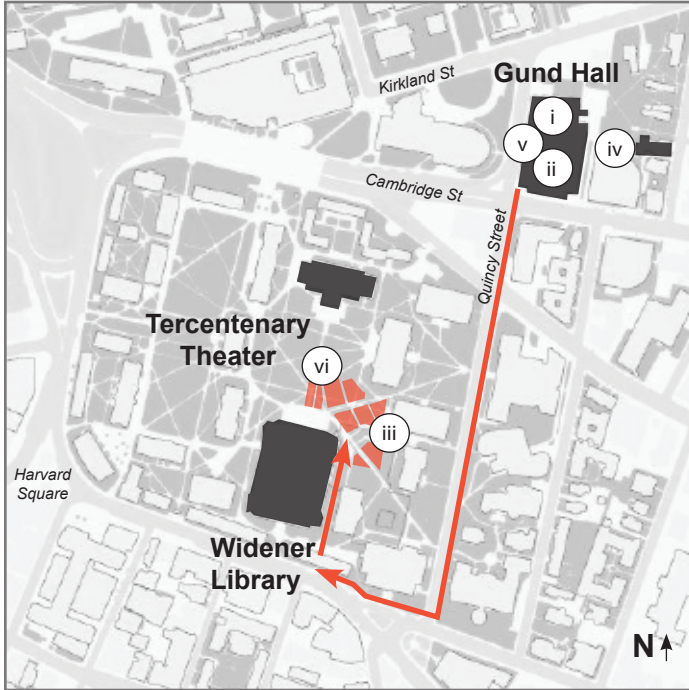 Kirkland St
Gund Hall
i
v
ii
iv
Cambridge St
Quincy Street
Tercentenary
Theater
vi
iii
Harvard
Square
Widener
Library
N